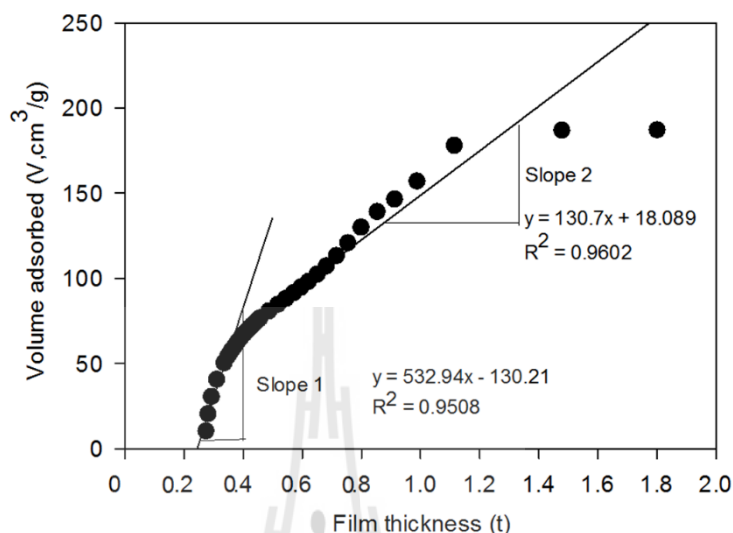 250
200
150
100
50
0
Volume adsorbed (V,cm³/g)
Slope 2
y = 130.7x + 18.089
R² = 0.9602
Slope 1
y = 532.94x - 130.21
R² = 0.9508
0 0.2 0.4 0.6 0.8 1.0 1.2 1.4 1.6 1.8 2.0
Film thickness (t)